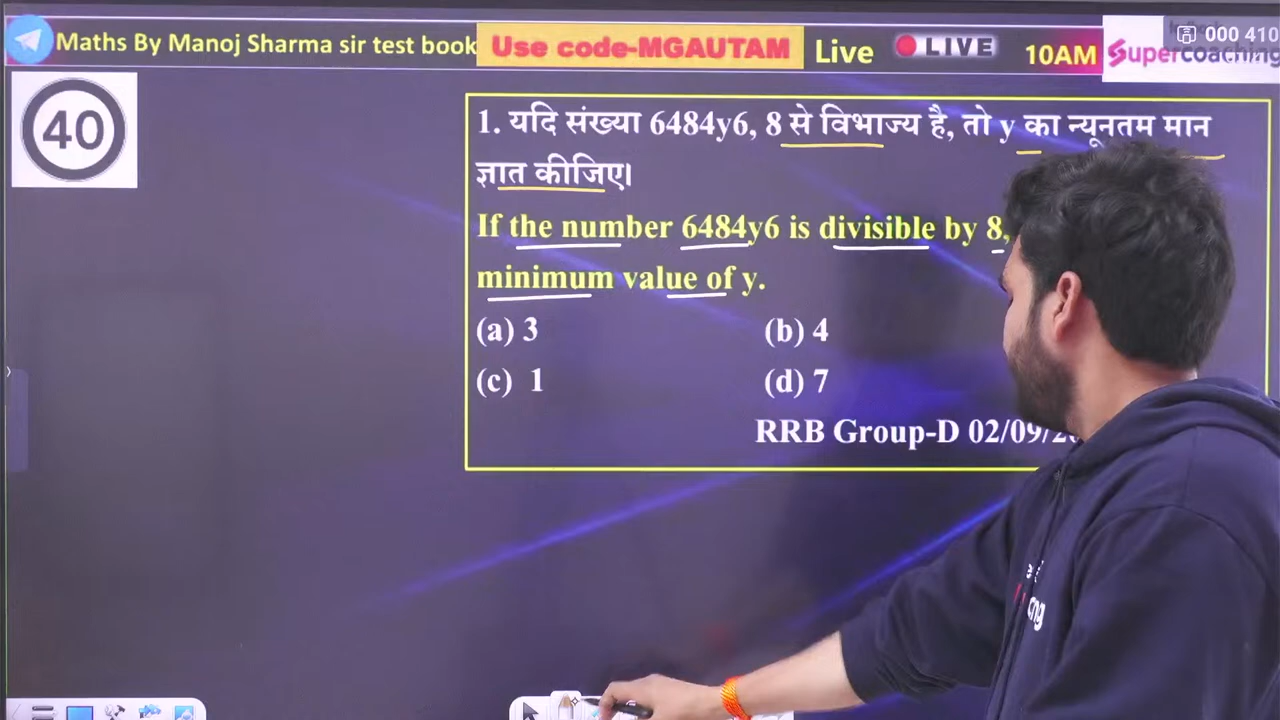 Maths By Manoj Sharma sir test book Use code-MGAUTAM Live LIVE 10AM Supercoaching
000 410
40
1. यदि संख्या 6484y6, 8 से विभाज्य है, तो y का न्यूनतम मान
ज्ञात कीजिए।
If the number 6484y6 is divisible by 8,
minimum value of y.
(a) 3 (b) 4
(c) 1 (d) 7
RRB Group-D 02/09/